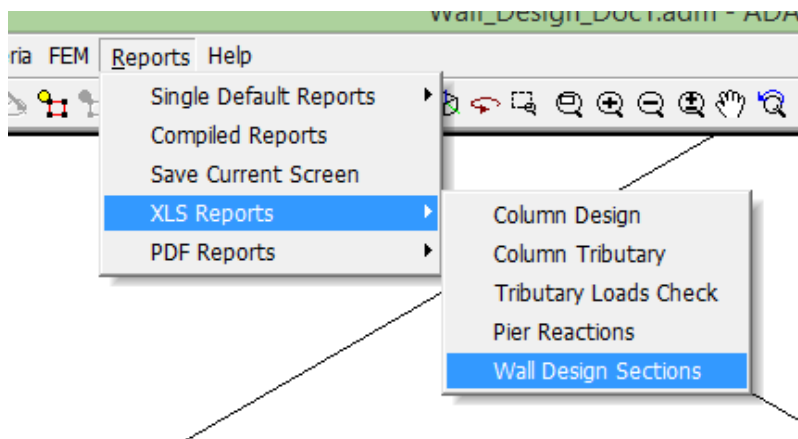 Wall_Design_Doc1.adm - ADA
ria FEM Reports Help
Single Default Reports
Compiled Reports
Save Current Screen
XLS Reports
PDF Reports
Column Design
Column Tributary
Tributary Loads Check
Pier Reactions
Wall Design Sections